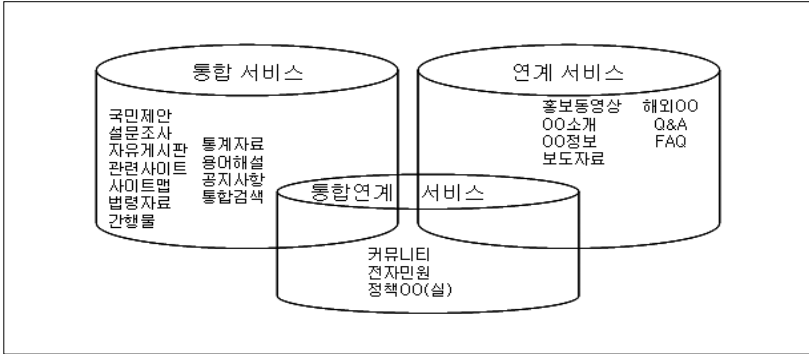 통합 서비스
국민제안
설문조사
자유게시판
관련사이트
사이트맵
법령자료
간행물
통계자료
용어해설
공지사항
통합검색
연계 서비스
홍보동영상
OO소개
OO정보
보도자료
해외OO
Q&A
FAQ
통합연계 서비스
커뮤니티
전자민원
정책OO(실)